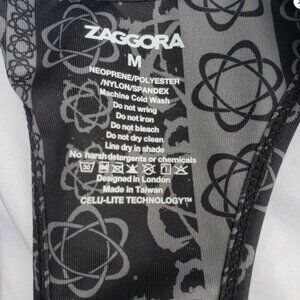 ZAGGORA
M
NEOPRENE/POLYESTER
/NYLON/SPANDEX
Machine Cold Wash
Do not wring
Do not Iron
Do not bleach
Do not dry clean
Line dry in shade
No harsh detergents or chemicals
30
Designed in London
Made in Taiwan
CELU-LITE TECHNOLOGY™